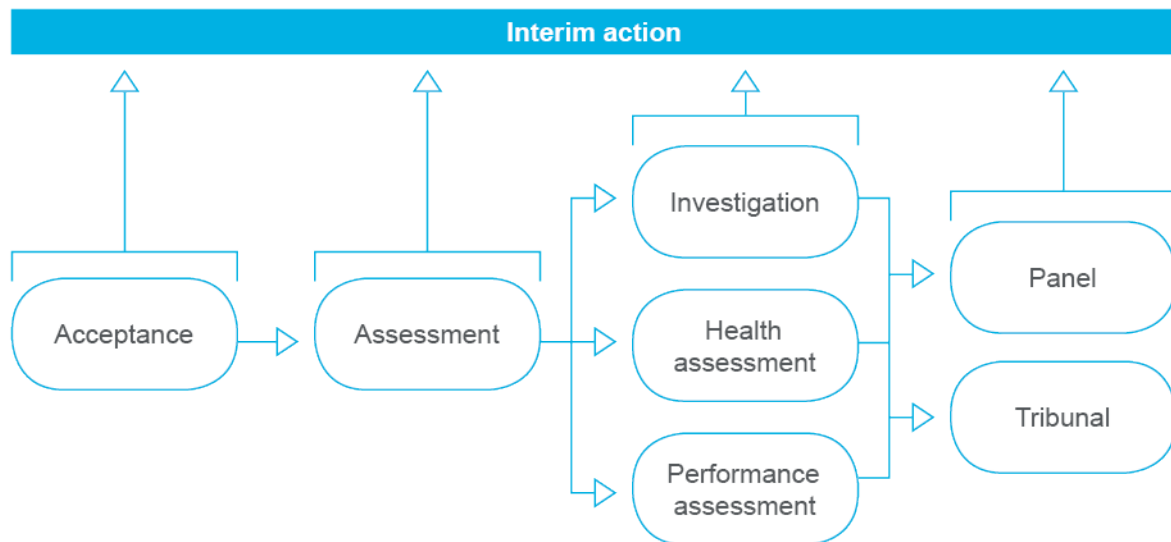 Interim action
Acceptance
Assessment
Investigation
Health
assessment
Performance
assessment
Panel
Tribunal